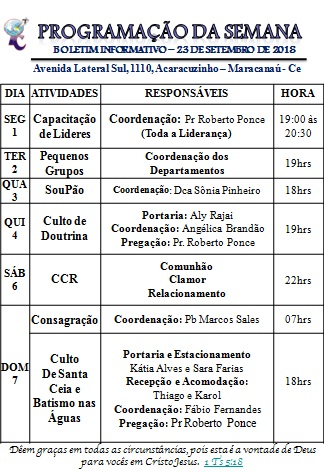 PROGRAMAÇÃO DA SEMANA
BOLETIM INFORMATIVO – 23 DE SETEMBRO DE 2018
Avenida Lateral Sul, 1110, Acaracuzinho – Maracanaú - Ce
DIA ATIVIDADES RESPONSÁVEIS HORA
SEG 1 Capacitação de Lideres Coordenação: Pr Roberto Ponce 19:00 às
(Toda a Liderança) 20:30
TER 2 Pequenos Grupos Coordenação dos
Departamentos 19hrs
QUA 3 SouPão Coordenação: Dca Sônia Pinheiro 18hrs
QUI 4 Culto de Doutrina Portaria: Aly Rajai
Coordenação: Angélica Brandão 19hrs
Pregação: Pr. Roberto Ponce
SÁB 6 CCR Comunhão
Clamor 22hrs
Relacionamento
DOM 7 Consagração Coordenação: Pb Marcos Sales 07hrs
Culto De Santa Ceia e Batismo nas Águas Portaria e Estacionamento
Kátia Alves e Sara Farias
Recepção e Acomodação:
Thiago e Karol 18hrs
Coordenação: Fábio Fernandes
Pregação: Pr Roberto Ponce
Dêem graças em todas as circunstâncias, pois esta é a vontade de Deus
para vocês em Cristo Jesus. 1 Ts 5:18